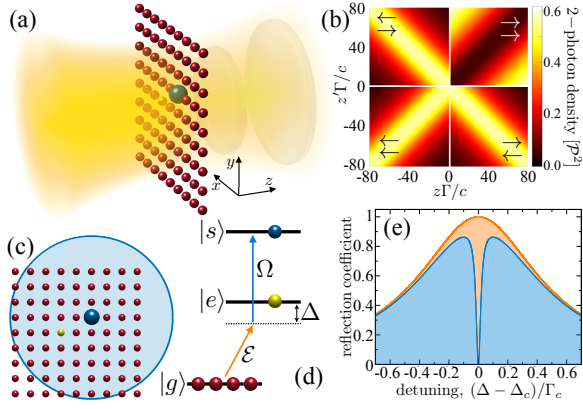 (a)
x
y
z
(b)
80
40
0
-40
-80
z′Γ/c
-80 -40 0 40 80
zΓ/c
0.6
0.4
0.2
0.0
2−photon density [𝒫²]
(c)
|s⟩
Ω
|e⟩
Δ
ℰ
|g⟩
(d)
(e)
1
0.8
0.6
0.4
0.2
0
reflection coefficient
-0.6 -0.4 -0.2 0 0.2 0.4 0.6
detuning, (Δ − Δc)/Γc